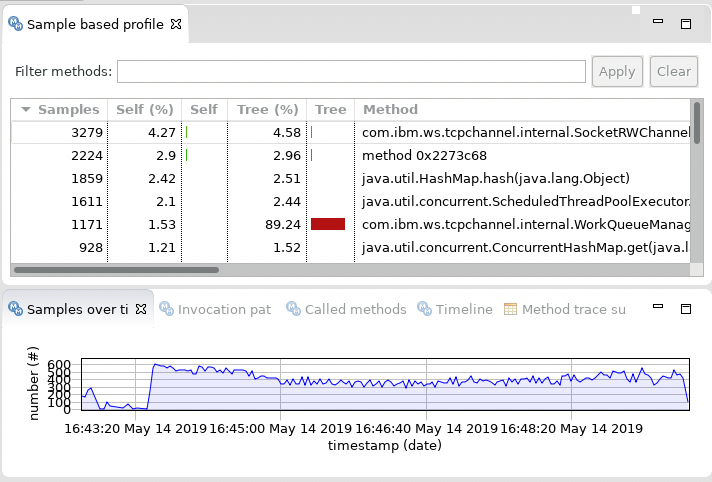 Sample based profile
Filter methods: Apply Clear
Samples Self (%) Self Tree (%) Tree Method
3279 4.27 4.58 com.ibm.ws.tcpchannel.internal.SocketRWChannel
2224 2.9 2.96 method 0x2273c68
1859 2.42 2.51 java.util.HashMap.hash(java.lang.Object)
1611 2.1 2.44 java.util.concurrent.ScheduledThreadPoolExecutor.
1171 1.53 89.24 com.ibm.ws.tcpchannel.internal.WorkQueueManag
928 1.21 1.52 java.util.concurrent.ConcurrentHashMap.get(java.l
Samples over ti Invocation pat Called methods Timeline Method trace su
number (#)
600
500
400
300
200
100
0
16:43:20 May 14 2019 16:45:00 May 14 2019 16:46:40 May 14 2019 16:48:20 May 14 2019
timestamp (date)